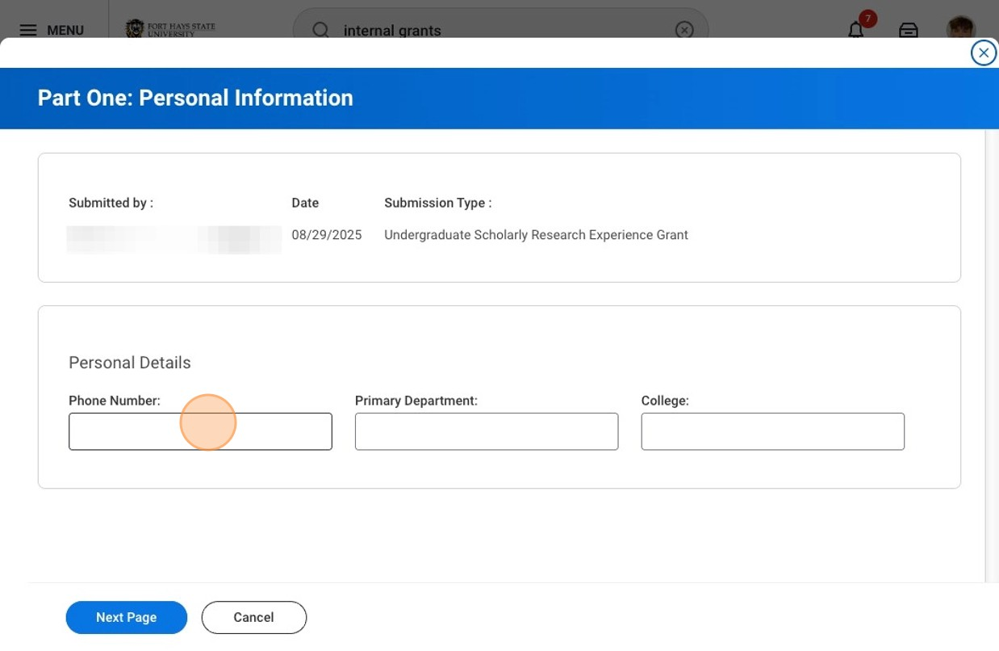 MENU
FORT HAYS STATE
UNIVERSITY
internal grants
7
Part One: Personal Information
Submitted by :
Date
Submission Type :
08/29/2025
Undergraduate Scholarly Research Experience Grant
Personal Details
Phone Number:
Primary Department:
College:
Next Page
Cancel